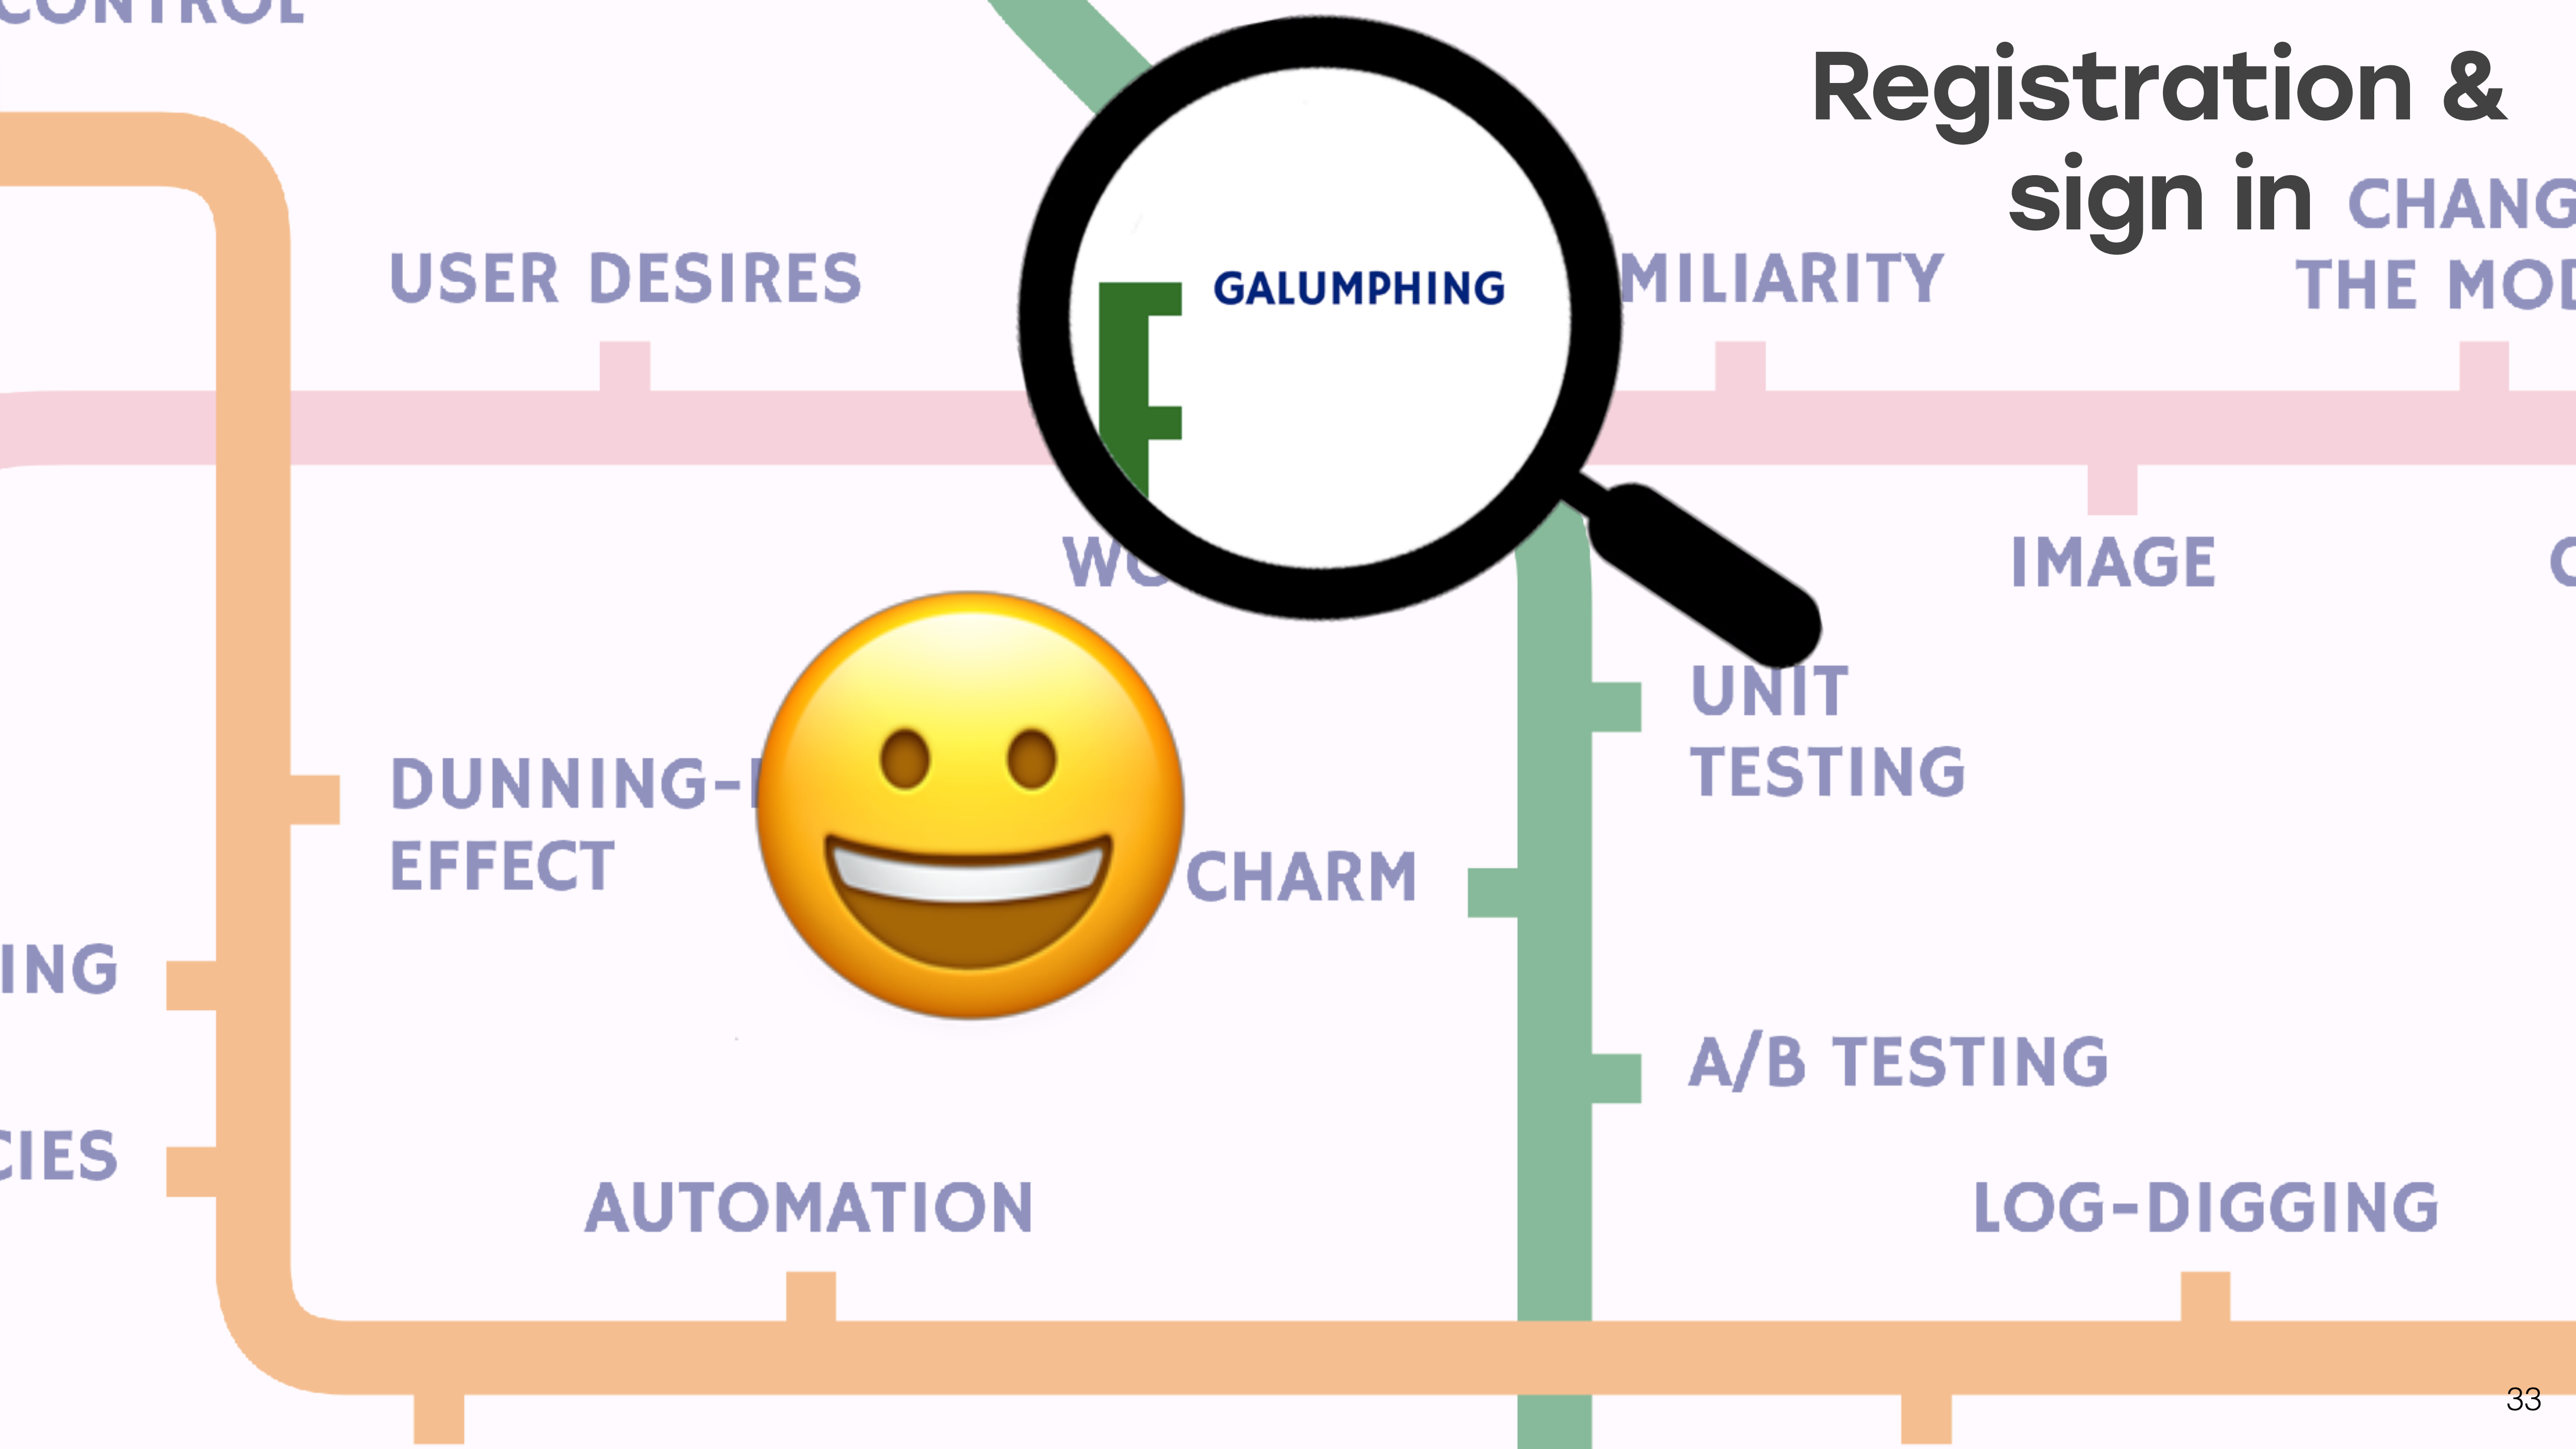 CONTROL
Registration &
sign in
CHANG
THE MOD
USER DESIRES
GALUMPHING
MILIARITY
IMAGE
UNIT
TESTING
DUNNING-
EFFECT
CHARM
ING
A/B TESTING
CIES
AUTOMATION
LOG-DIGGING
33